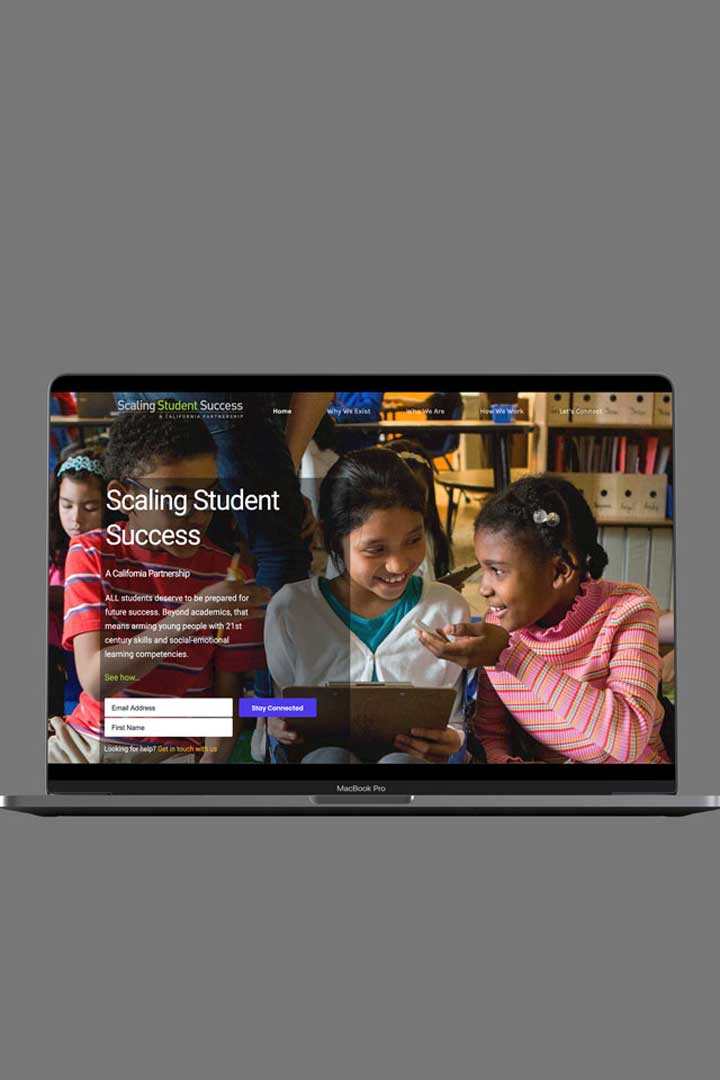 Scaling Student Success
A CALIFORNIA PARTNERSHIP
Home
Why We Exist
Who We Are
How We Work
Let's Connect
Scaling Student
Success
A California Partnership
ALL students deserve to be prepared for
future success. Beyond academics, that
means arming young people with 21st
century skills and social-emotional
learning competencies.
See how...
Email Address
Stay Connected
First Name
Looking for help? Get in touch with us
MacBook Pro